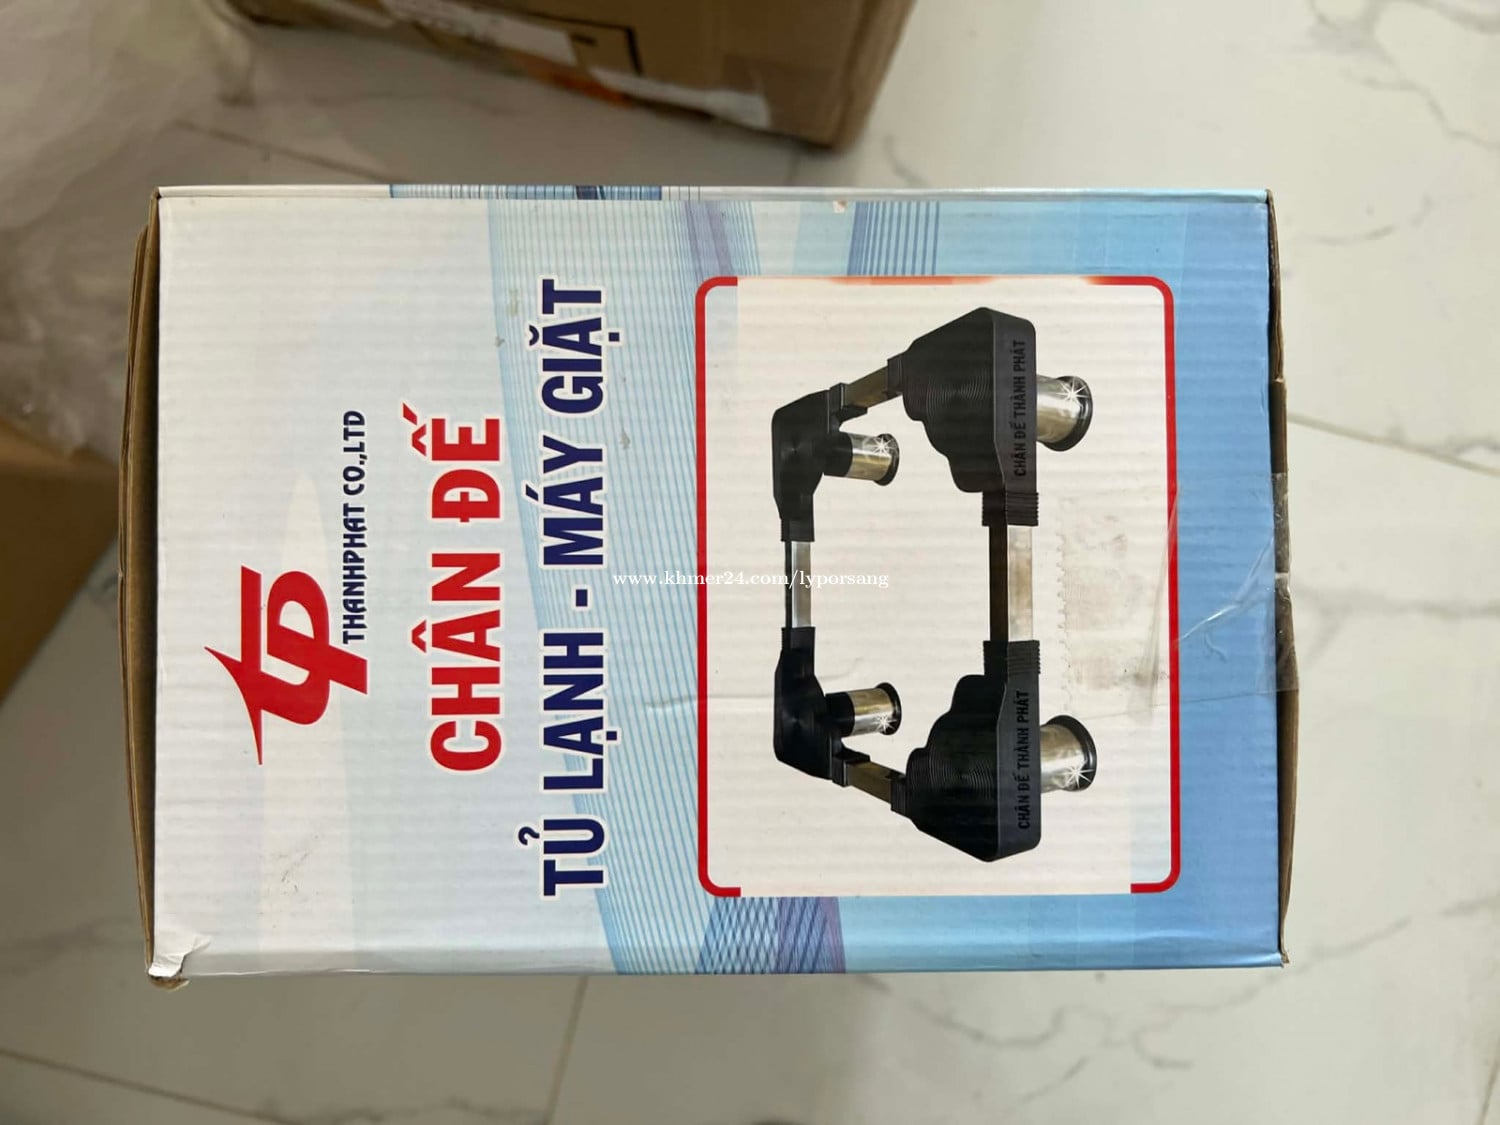 tp
THANHPHAT CO.,LTD
CHÂN ĐẾ
TỦ LẠNH - MÁY GIẶT
CHÂN ĐẾ THÀNH PHÁT
CHÂN ĐẾ THÀNH PHÁT
www.khmer24.com/lyporsang